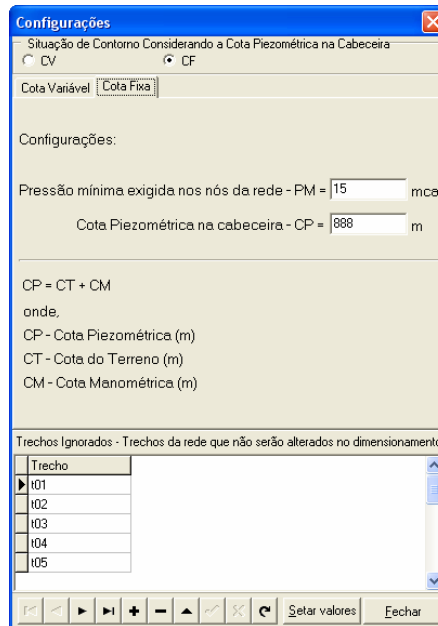 Configurações
Situação de Contorno Considerando a Cota Piezométrica na Cabeceira
CV CF
Cota Variável Cota Fixa
Configurações:
Pressão mínima exigida nos nós da rede - PM = 15 mca
Cota Piezométrica na cabeceira - CP = 888 m
CP = CT + CM
onde,
CP - Cota Piezométrica (m)
CT - Cota do Terreno (m)
CM - Cota Manométrica (m)
Trechos Ignorados - Trechos da rede que não serão alterados no dimensionamento
Trecho
t01
t02
t03
t04
t05
Setar valores Fechar